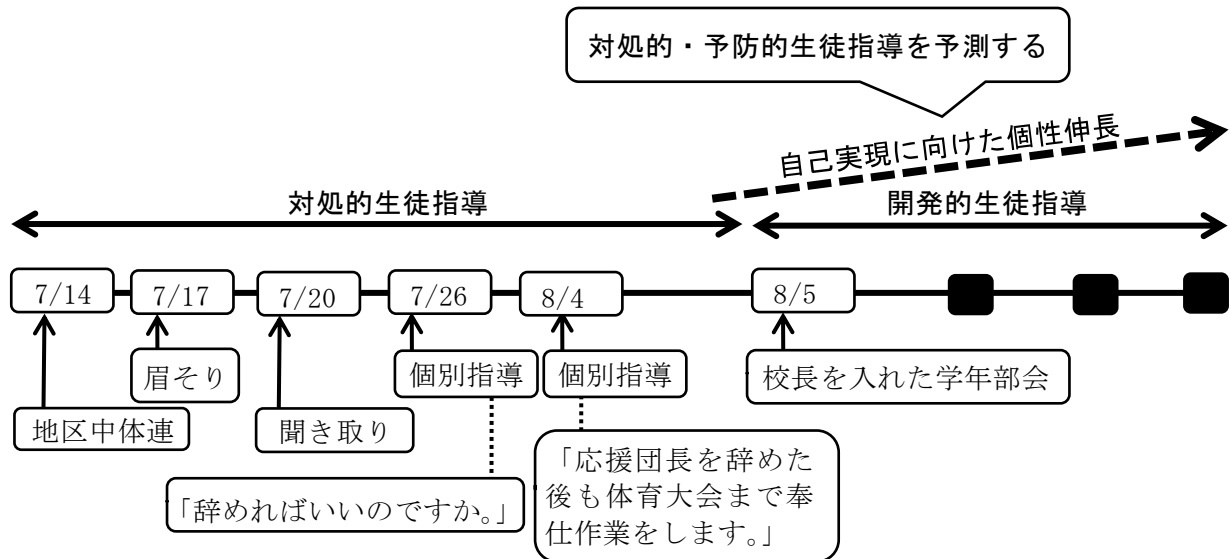 対処的・予防的生徒指導を予測する
自己実現に向けた個性伸長
対処的生徒指導
開発的生徒指導
7/14
7/17
7/20
7/26
8/4
8/5
眉そり
個別指導
個別指導
校長を入れた学年部会
地区中体連
聞き取り
「辞めればいいのですか。」
「応援団長を辞めた
後も体育大会まで奉
仕作業をします。」